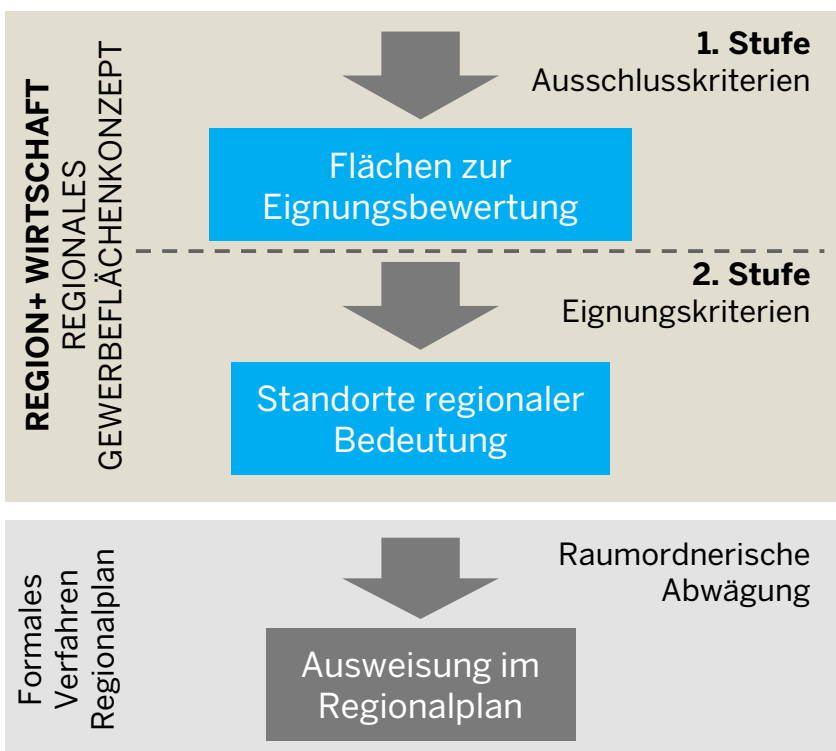 REGION+ WIRTSCHAFT
REGIONALES
GEWERBEFLÄCHENKONZEPT
1. Stufe
Ausschlusskriterien
Flächen zur
Eignungsbewertung
2. Stufe
Eignungskriterien
Standorte regionaler
Bedeutung
Formales
Verfahren
Regionalplan
Raumordnerische
Abwägung
Ausweisung im
Regionalplan